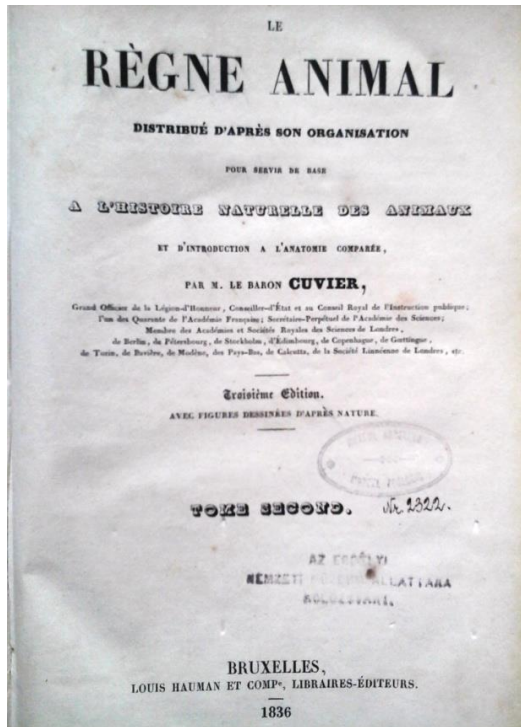 LE
RÈGNE ANIMAL
DISTRIBUÉ D'APRÈS SON ORGANISATION
POUR SERVIR DE BASE
A L'HISTOIRE NATURELLE DES ANIMAUX
ET D'INTRODUCTION A L'ANATOMIE COMPARÉE,
PAR M. LE BARON CUVIER,
Grand Officier de la Légion-d'Honneur, Conseiller-d'État et au Conseil Royal de l'Instruction publique;
l'un des Quarante de l'Académie Française; Secrétaire-Perpétuel de l'Académie des Sciences;
Membre des Académies et Sociétés Royales des Sciences de Londres,
de Berlin, de Pétersbourg, de Stockholm, d'Édimbourg, de Copenhague, de Gottingue,
de Turin, de Bavière, de Modène, des Pays-Bas, de Calcutta, de la Société Linnéenne de Londres, etc.
Troisième Édition.
AVEC FIGURES DESSINÉES D'APRÈS NATURE.
TOME SECOND.
Nr. 2322.
AZ ERDÉLYI
NEMZETI ÁLLATTÁRA
BRUXELLES,
LOUIS HAUMAN ET COMPe, LIBRAIRES-ÉDITEURS.
1836